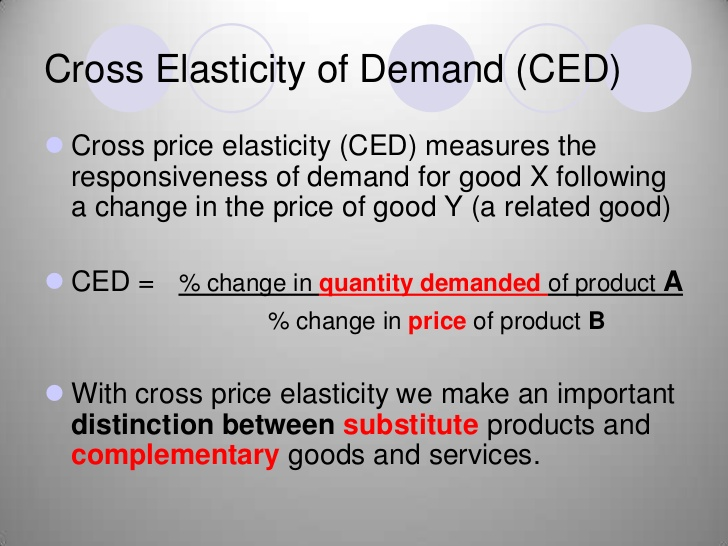 Cross Elasticity of Demand (CED)
Cross price elasticity (CED) measures the
responsiveness of demand for good X following
a change in the price of good Y (a related good)
CED = % change in quantity demanded of product A
% change in price of product B
With cross price elasticity we make an important
distinction between substitute products and
complementary goods and services.